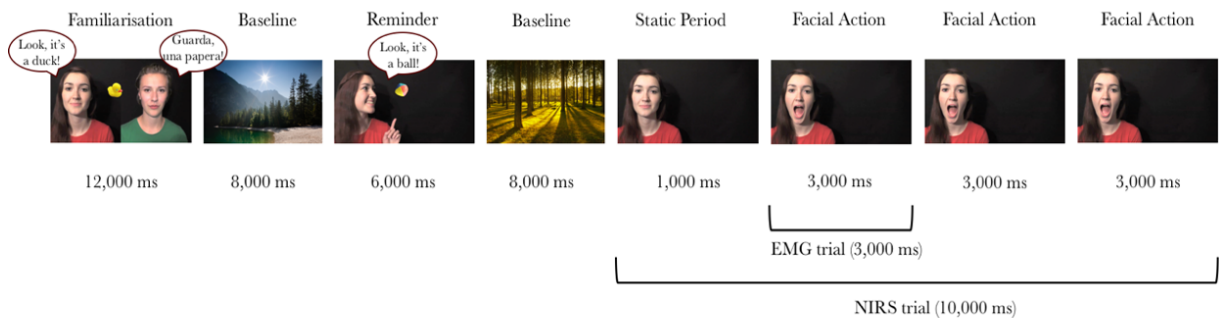 Familiarisation
Baseline
Reminder
Baseline
Static Period
Facial Action
Facial Action
Facial Action
Look, it's
a duck!
Guarda,
una papera!
Look, it's
a ball!
12,000 ms
8,000 ms
6,000 ms
8,000 ms
1,000 ms
3,000 ms
3,000 ms
3,000 ms
EMG trial (3,000 ms)
NIRS trial (10,000 ms)